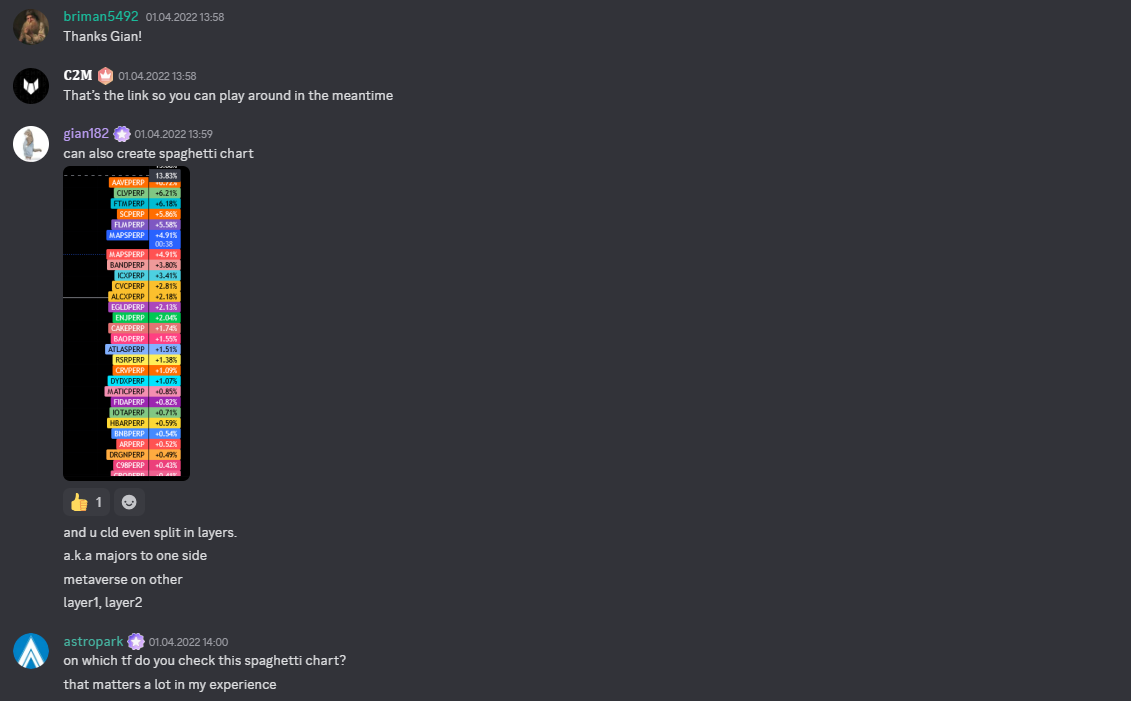 briman5492 01.04.2022 13:58
Thanks Gian!
C2M 01.04.2022 13:58
That's the link so you can play around in the meantime
gian182 01.04.2022 13:59
can also create spaghetti chart
13.83%
AAVEPERP
CLVPERP +6.21%
FTMPERP +6.18%
SCPERP +5.86%
FLMPERP +5.58%
MAPSPERP +4.91%
00:38
MAPSPERP +4.91%
BANDPERP +3.80%
ICXPERP +3.41%
CVCPERP +2.81%
ALCXPERP +2.18%
EGLDPERP +2.13%
ENJPERP +2.04%
CAKEPERP +1.74%
BAOPERP +1.55%
ATLASPERP +1.51%
RSRPERP +1.38%
CRVPERP +1.09%
DYDXPERP +1.07%
MATICPERP +0.85%
FIDAPERP +0.82%
IOTAPERP +0.71%
HBARPERP +0.59%
BNBPERP +0.54%
ARPERP +0.52%
DRGNPERP +0.49%
C98PERP +0.43%
1
and u cld even split in layers.
a.k.a majors to one side
metaverse on other
layer1, layer2
astropark 01.04.2022 14:00
on which tf do you check this spaghetti chart?
that matters a lot in my experience